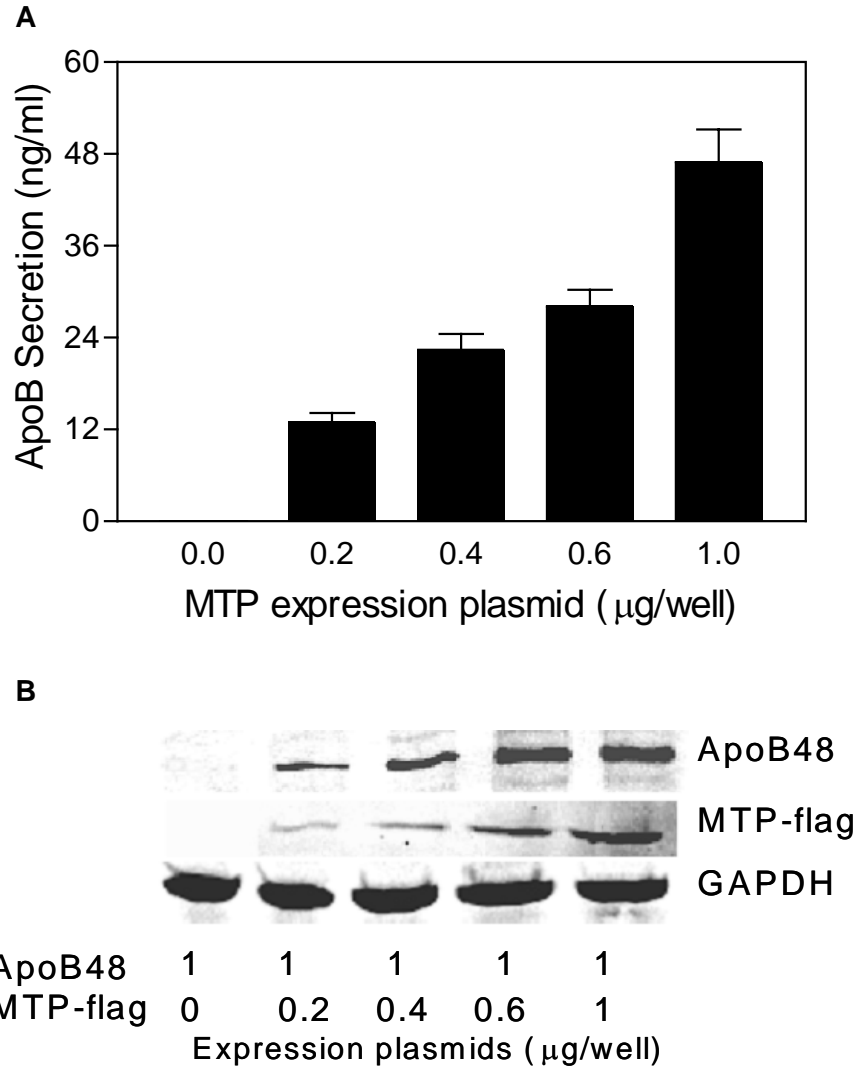 A
60
48
36
24
12
0
ApoB Secretion (ng/ml)
0.0 0.2 0.4 0.6 1.0
MTP expression plasmid (μg/well)
B
ApoB48
MTP-flag
GAPDH
ApoB48 1 1 1 1 1
MTP-flag 0 0.2 0.4 0.6 1
Expression plasmids (μg/well)